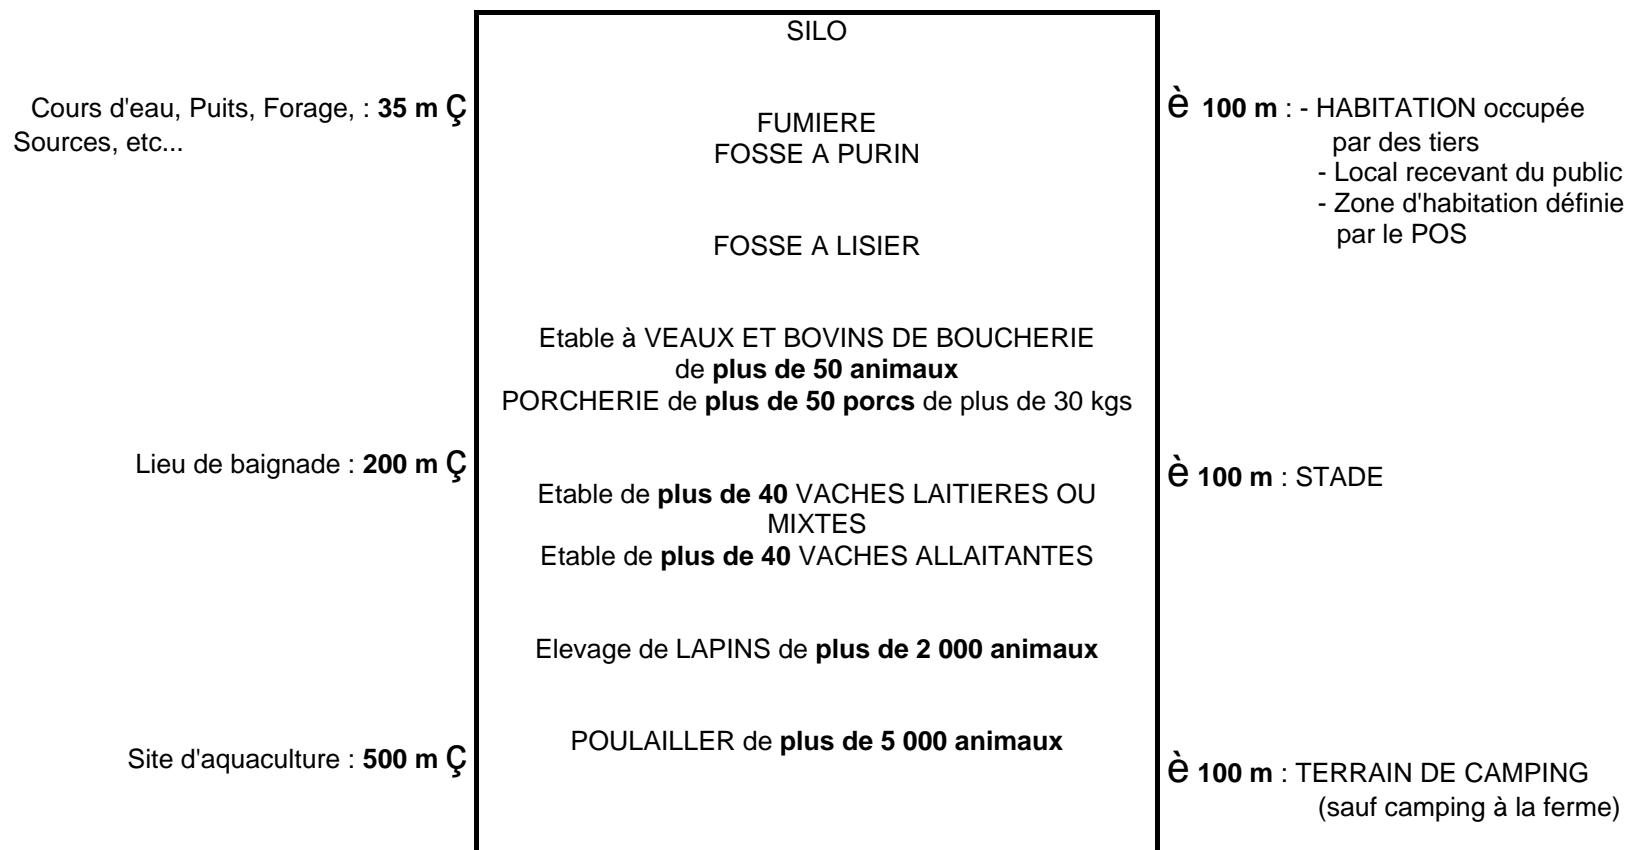 SILO
Cours d'eau, Puits, Forage, : 35 m Ç
Sources, etc...
FUMIERE
FOSSE A PURIN
FOSSE A LISIER
Etable à VEAUX ET BOVINS DE BOUCHERIE
de plus de 50 animaux
PORCHERIE de plus de 50 porcs de plus de 30 kgs
Lieu de baignade : 200 m Ç
Etable de plus de 40 VACHES LAITIERES OU
MIXTES
Etable de plus de 40 VACHES ALLAITANTES
Elevage de LAPINS de plus de 2 000 animaux
POULAILLER de plus de 5 000 animaux
Site d'aquaculture : 500 m Ç
è 100 m : - HABITATION occupée
par des tiers
- Local recevant du public
- Zone d'habitation définie
par le POS
è 100 m : STADE
è 100 m : TERRAIN DE CAMPING
(sauf camping à la ferme)